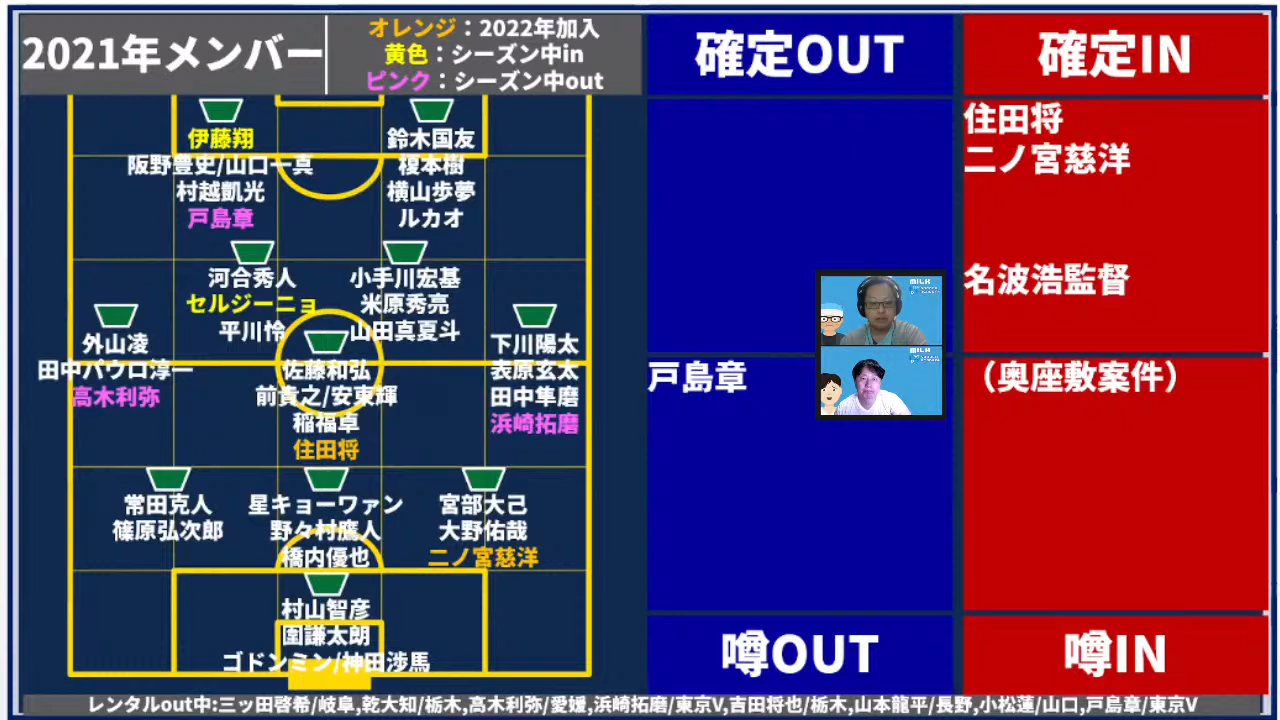 2021年メンバー
オレンジ：2022年加入
黄色：シーズン中in
ピンク：シーズン中out
確定OUT
確定IN
伊藤翔
阪野豊史/山口一真
村越凱光
戸島章
鈴木国友
榎本樹
横山歩夢
ルカオ
河合秀人
セルジーニョ
平川怜
小手川宏基
米原秀亮
山田真夏斗
外山凌
田中パウロ淳一
高木利弥
佐藤和弘
前貴之/安東輝
稲福卓
住田将
下川陽太
表原玄太
田中隼磨
浜崎拓磨
常田克人
篠原弘次郎
星キョーワァン
野々村鷹人
橋内優也
宮部大己
大野佑哉
二ノ宮慈洋
村山智彦
圍謙太朗
ゴドンミン/神田渉馬
住田将
二ノ宮慈洋
名波浩監督
戸島章
（奥座敷案件）
MILK
MILK
噂OUT
噂IN
レンタルout中:三ッ田啓希/岐阜,乾大知/栃木,高木利弥/愛媛,浜崎拓磨/東京V,吉田将也/栃木,山本龍平/長野,小松蓮/山口,戸島章/東京V